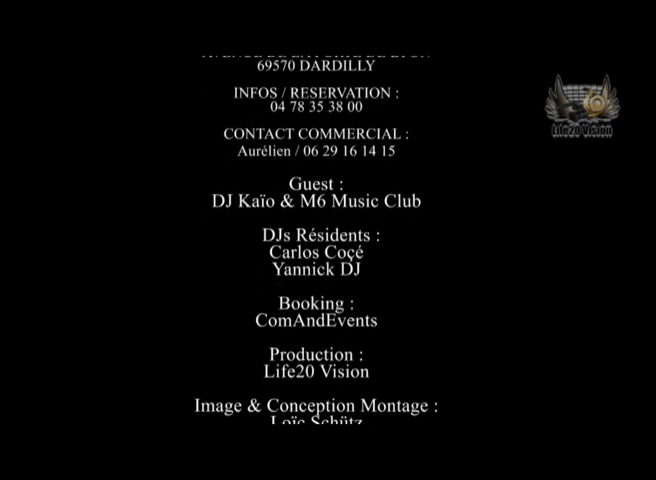 69570 DARDILLY
INFOS / RESERVATION :
04 78 35 38 00
CONTACT COMMERCIAL :
Aurélien / 06 29 16 14 15
Guest :
DJ Kaïo & M6 Music Club
DJs Résidents :
Carlos Coçé
Yannick DJ
Booking :
ComAndEvents
Production :
Life20 Vision
Image & Conception Montage :
Loïc Schütz
Life20 Vision